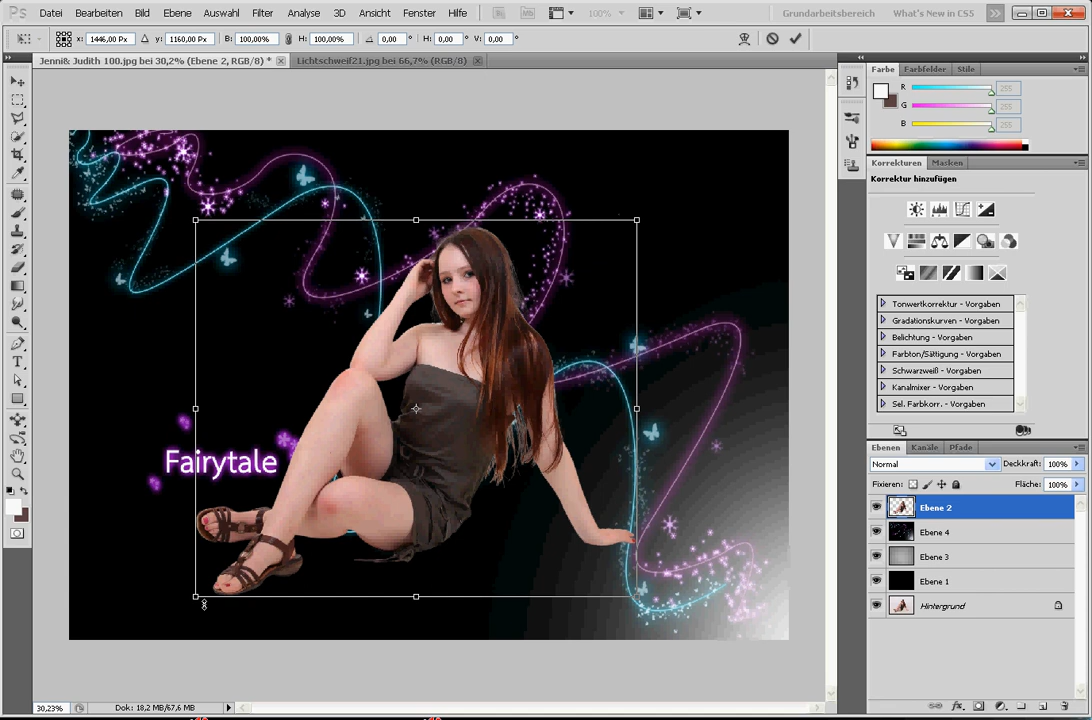 Ps Datei Bearbeiten Bild Ebene Auswahl Filter Analyse 3D Ansicht Fenster Hilfe Br Mb 100% Grundarbeitsbereich What's New in CS5
x: 1446,00 Px y: 1160,00 Px B: 100,00% H: 100,00% 0,00 ° H: 0,00 ° V: 0,00 °
Jenni& Judith 100.jpg bei 30,2% (Ebene 2, RGB/8) * Lichtschweif21.jpg bei 66,7% (RGB/8)
Farbe Farbfelder Stile
R 255
G 255
B 255
Korrekturen Masken
Korrektur hinzufügen
Tonwertkorrektur - Vorgaben
Gradationskurven - Vorgaben
Belichtung - Vorgaben
Farbton/Sättigung - Vorgaben
Schwarzweiß - Vorgaben
Kanalmixer - Vorgaben
Sel. Farbkorr. - Vorgaben
Fairytale
Ebenen Kanäle Pfade
Normal Deckkraft: 100%
Fixieren: Fläche: 100%
Ebene 2
Ebene 4
Ebene 3
Ebene 1
Hintergrund
30,23% Dok: 18,2 MB/67,6 MB